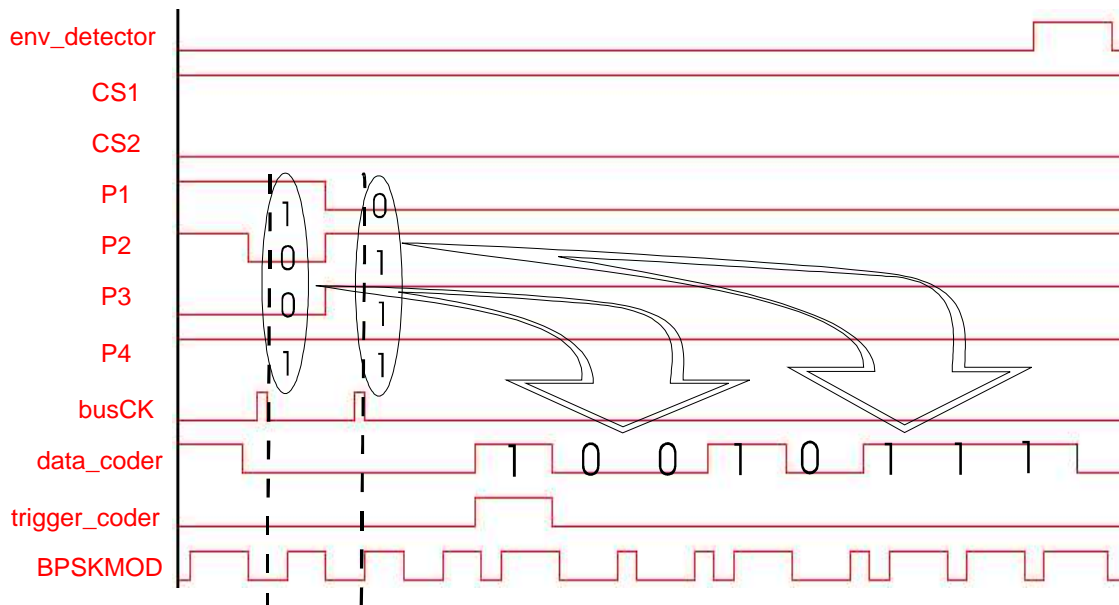 env_detector
CS1
CS2
P1
1 0
P2
0 1
P3
0 1
P4
1 1
busCK
data_coder
1 0 0 1 0 1 1 1
trigger_coder
BPSKMOD